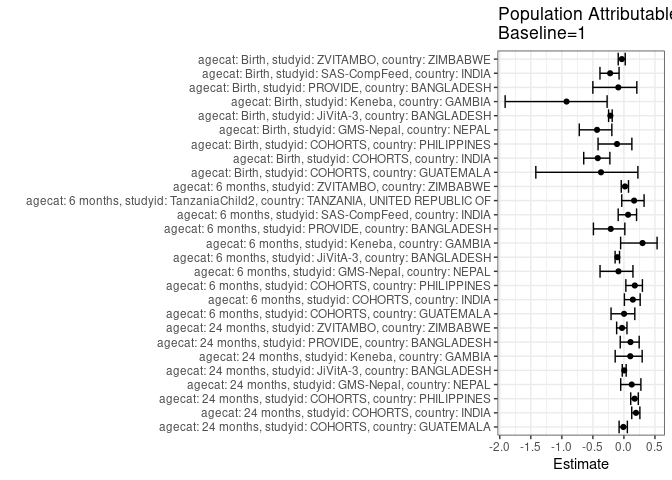 Population Attributable
Baseline=1
agecat: Birth, studyid: ZVITAMBO, country: ZIMBABWE
agecat: Birth, studyid: SAS-CompFeed, country: INDIA
agecat: Birth, studyid: PROVIDE, country: BANGLADESH
agecat: Birth, studyid: Keneba, country: GAMBIA
agecat: Birth, studyid: JiVitA-3, country: BANGLADESH
agecat: Birth, studyid: GMS-Nepal, country: NEPAL
agecat: Birth, studyid: COHORTS, country: PHILIPPINES
agecat: Birth, studyid: COHORTS, country: INDIA
agecat: Birth, studyid: COHORTS, country: GUATEMALA
agecat: 6 months, studyid: ZVITAMBO, country: ZIMBABWE
agecat: 6 months, studyid: TanzaniaChild2, country: TANZANIA, UNITED REPUBLIC OF
agecat: 6 months, studyid: SAS-CompFeed, country: INDIA
agecat: 6 months, studyid: PROVIDE, country: BANGLADESH
agecat: 6 months, studyid: Keneba, country: GAMBIA
agecat: 6 months, studyid: JiVitA-3, country: BANGLADESH
agecat: 6 months, studyid: GMS-Nepal, country: NEPAL
agecat: 6 months, studyid: COHORTS, country: PHILIPPINES
agecat: 6 months, studyid: COHORTS, country: INDIA
agecat: 6 months, studyid: COHORTS, country: GUATEMALA
agecat: 24 months, studyid: ZVITAMBO, country: ZIMBABWE
agecat: 24 months, studyid: PROVIDE, country: BANGLADESH
agecat: 24 months, studyid: Keneba, country: GAMBIA
agecat: 24 months, studyid: JiVitA-3, country: BANGLADESH
agecat: 24 months, studyid: GMS-Nepal, country: NEPAL
agecat: 24 months, studyid: COHORTS, country: PHILIPPINES
agecat: 24 months, studyid: COHORTS, country: INDIA
agecat: 24 months, studyid: COHORTS, country: GUATEMALA
-2.0 -1.5 -1.0 -0.5 0.0 0.5
Estimate